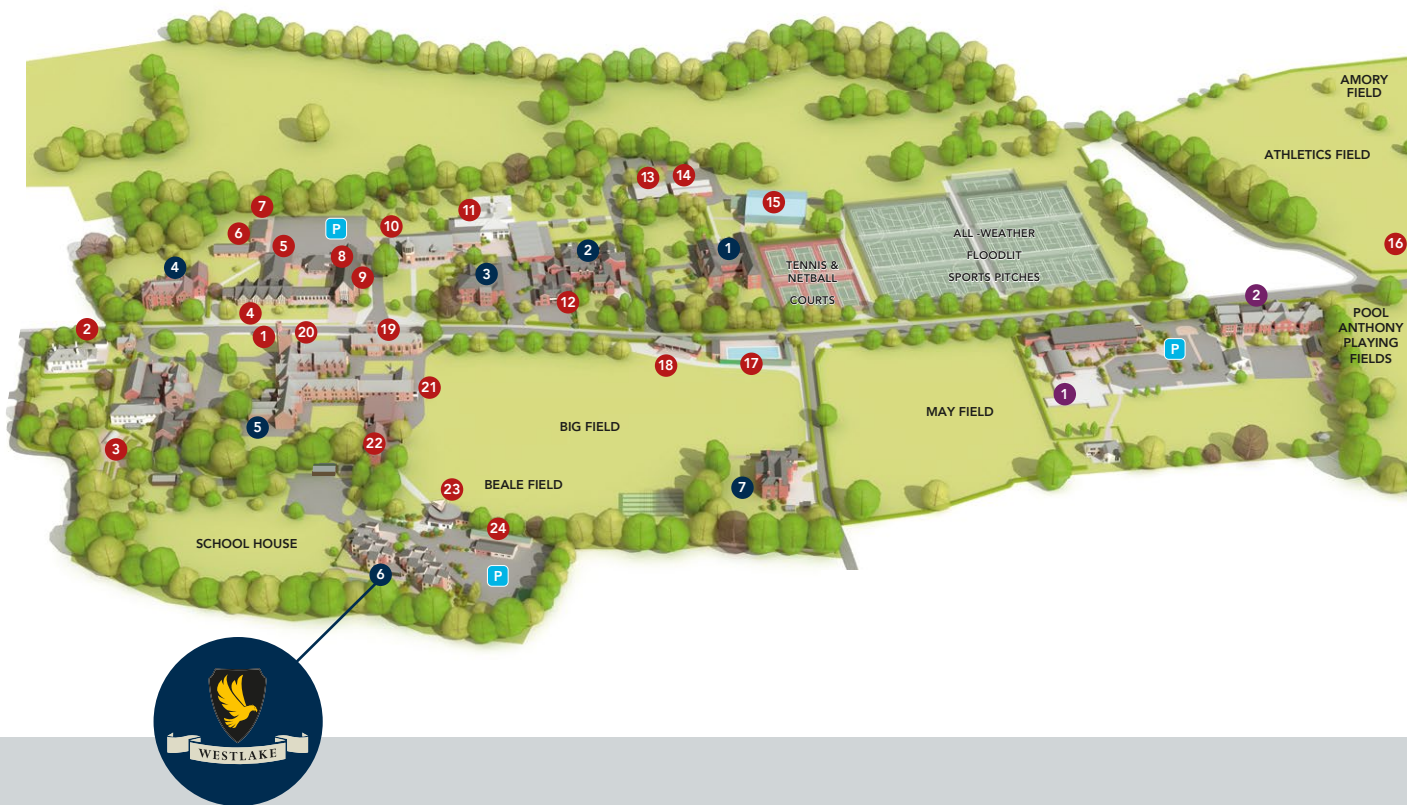 AMORY
FIELD
ATHLETICS FIELD
13
14
7
15
11
P
10
6
5
ALL -WEATHER
FLOODLIT
SPORTS PITCHES
16
1
2
8
4
3
9
TENNIS &
NETBALL
COURTS
12
2
4
POOL
ANTHONY
PLAYING
FIELDS
2
1
20
19
P
18
17
21
1
MAY FIELD
5
BIG FIELD
22
3
BEALE FIELD
7
23
24
SCHOOL HOUSE
6
P
WESTLAKE